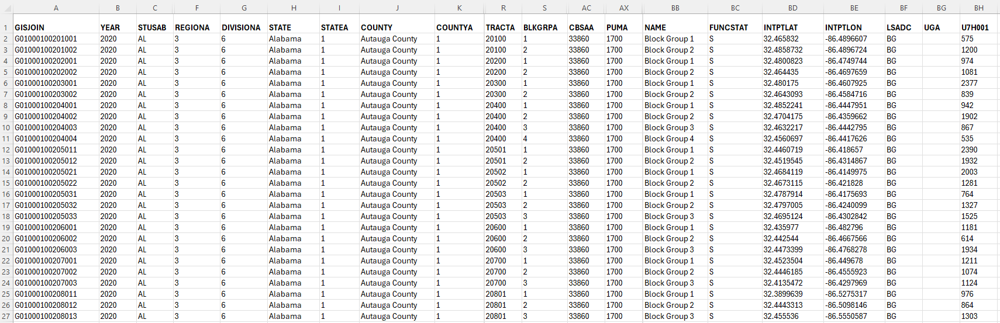 A B C F G H I J K R S AC AX BB BC BD BE BF BG BH
1 GISJOIN YEAR STUSAB REGIONA DIVISIONA STATE STATEA COUNTY COUNTYA TRACTA BLKGRPA CBSAA PUMA NAME FUNCSTAT INTPTLAT INTPTLON LSADC UGA U7H001
2 G01000100201001 2020 AL 3 6 Alabama 1 Autauga County 1 20100 1 33860 1700 Block Group 1 S 32.465832 -86.4896607 BG 575
3 G01000100201002 2020 AL 3 6 Alabama 1 Autauga County 1 20100 2 33860 1700 Block Group 2 S 32.4858732 -86.4896724 BG 1200
4 G01000100202001 2020 AL 3 6 Alabama 1 Autauga County 1 20200 1 33860 1700 Block Group 1 S 32.4800823 -86.4749744 BG 974
5 G01000100202002 2020 AL 3 6 Alabama 1 Autauga County 1 20200 2 33860 1700 Block Group 2 S 32.464435 -86.4697659 BG 1081
6 G01000100203001 2020 AL 3 6 Alabama 1 Autauga County 1 20300 1 33860 1700 Block Group 1 S 32.480175 -86.4607925 BG 2377
7 G01000100203002 2020 AL 3 6 Alabama 1 Autauga County 1 20300 2 33860 1700 Block Group 2 S 32.4643093 -86.4584716 BG 839
8 G01000100204001 2020 AL 3 6 Alabama 1 Autauga County 1 20400 1 33860 1700 Block Group 1 S 32.4852241 -86.4447951 BG 942
9 G01000100204002 2020 AL 3 6 Alabama 1 Autauga County 1 20400 2 33860 1700 Block Group 2 S 32.4704175 -86.4359662 BG 1902
10 G01000100204003 2020 AL 3 6 Alabama 1 Autauga County 1 20400 3 33860 1700 Block Group 3 S 32.4632217 -86.4442795 BG 867
11 G01000100204004 2020 AL 3 6 Alabama 1 Autauga County 1 20400 4 33860 1700 Block Group 4 S 32.4560697 -86.4417626 BG 535
12 G01000100205011 2020 AL 3 6 Alabama 1 Autauga County 1 20501 1 33860 1700 Block Group 1 S 32.4460719 -86.418657 BG 2390
13 G01000100205012 2020 AL 3 6 Alabama 1 Autauga County 1 20501 2 33860 1700 Block Group 2 S 32.4519545 -86.4314867 BG 1932
14 G01000100205021 2020 AL 3 6 Alabama 1 Autauga County 1 20502 1 33860 1700 Block Group 1 S 32.4684119 -86.4149975 BG 2003
15 G01000100205022 2020 AL 3 6 Alabama 1 Autauga County 1 20502 2 33860 1700 Block Group 2 S 32.4673115 -86.421828 BG 1281
16 G01000100205031 2020 AL 3 6 Alabama 1 Autauga County 1 20503 1 33860 1700 Block Group 1 S 32.4787914 -86.4175693 BG 764
17 G01000100205032 2020 AL 3 6 Alabama 1 Autauga County 1 20503 2 33860 1700 Block Group 2 S 32.4797005 -86.4240099 BG 1327
18 G01000100205033 2020 AL 3 6 Alabama 1 Autauga County 1 20503 3 33860 1700 Block Group 3 S 32.4695124 -86.4302842 BG 1525
19 G01000100206001 2020 AL 3 6 Alabama 1 Autauga County 1 20600 1 33860 1700 Block Group 1 S 32.435977 -86.482796 BG 1181
20 G01000100206002 2020 AL 3 6 Alabama 1 Autauga County 1 20600 2 33860 1700 Block Group 2 S 32.442544 -86.4667566 BG 614
21 G01000100206003 2020 AL 3 6 Alabama 1 Autauga County 1 20600 3 33860 1700 Block Group 3 S 32.4473399 -86.4768278 BG 1934
22 G01000100207001 2020 AL 3 6 Alabama 1 Autauga County 1 20700 1 33860 1700 Block Group 1 S 32.4523504 -86.449678 BG 1211
23 G01000100207002 2020 AL 3 6 Alabama 1 Autauga County 1 20700 2 33860 1700 Block Group 2 S 32.4446185 -86.4555923 BG 1074
24 G01000100207003 2020 AL 3 6 Alabama 1 Autauga County 1 20700 3 33860 1700 Block Group 3 S 32.4135472 -86.4297969 BG 1124
25 G01000100208011 2020 AL 3 6 Alabama 1 Autauga County 1 20801 1 33860 1700 Block Group 1 S 32.3899639 -86.5275317 BG 976
26 G01000100208012 2020 AL 3 6 Alabama 1 Autauga County 1 20801 2 33860 1700 Block Group 2 S 32.4443313 -86.5098146 BG 864
27 G01000100208013 2020 AL 3 6 Alabama 1 Autauga County 1 20801 3 33860 1700 Block Group 3 S 32.455536 -86.5550587 BG 1303